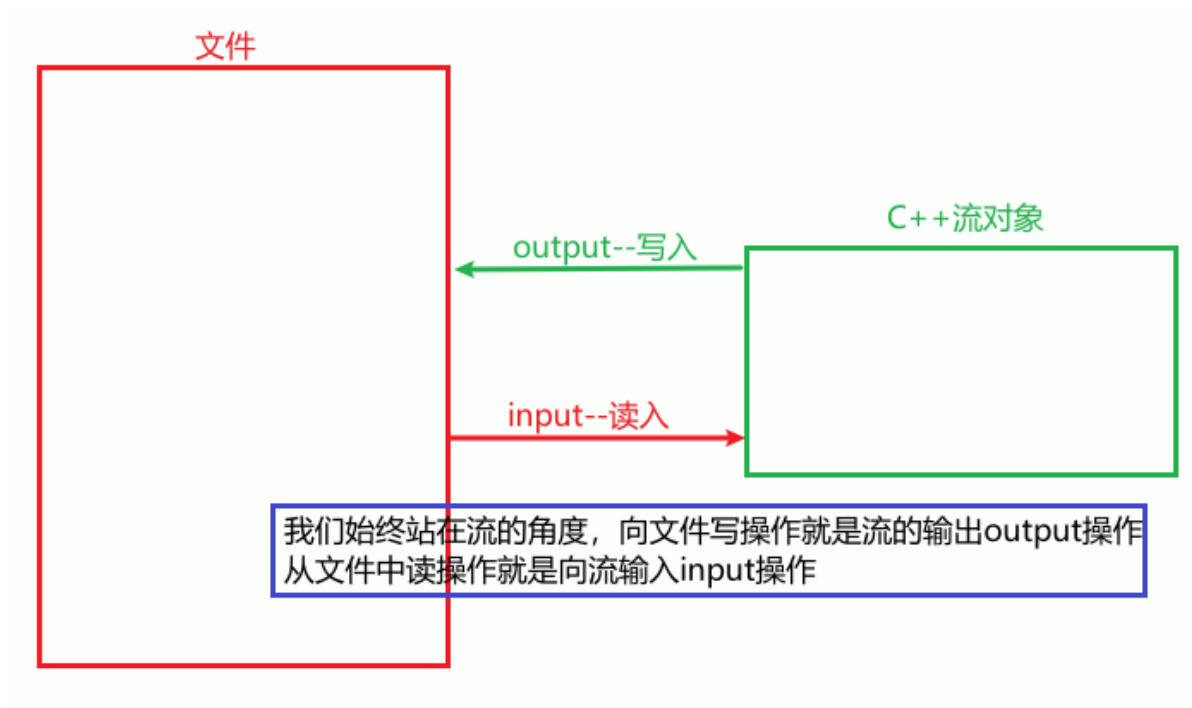 文件
C++流对象
output--写入
input--读入
我们始终站在流的角度，向文件写操作就是流的输出output操作
从文件中读操作就是向流输入input操作